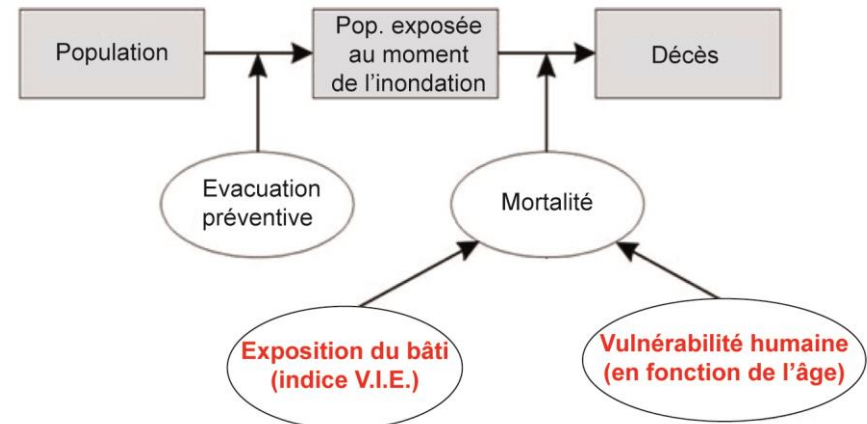 Population
Pop. exposée
au moment
de l'inondation
Décès
Evacuation
préventive
Mortalité
Exposition du bâti
(indice V.I.E.)
Vulnérabilité humaine
(en fonction de l'âge)